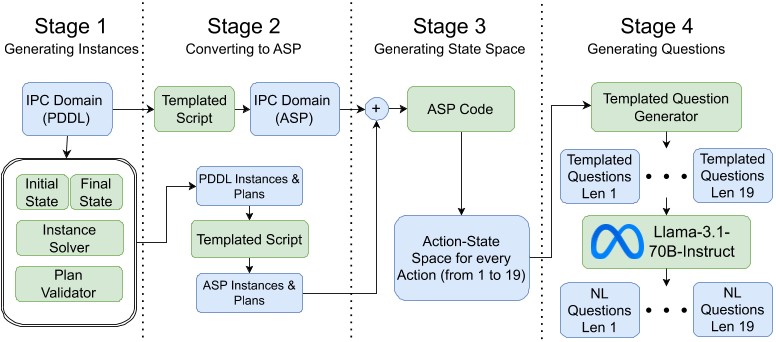 Stage 1
Generating Instances
IPC Domain
(PDDL)
Initial
State
Final
State
Instance
Solver
Plan
Validator
Stage 2
Converting to ASP
Templated
Script
IPC Domain
(ASP)
PDDL Instances &
Plans
Templated Script
ASP Instances &
Plans
Stage 3
Generating State Space
+
ASP Code
Action-State
Space for every
Action (from 1 to 19)
Stage 4
Generating Questions
Templated Question
Generator
Templated
Questions
Len 1
Templated
Questions
Len 19
Llama-3.1-
70B-Instruct
NL
Questions
Len 1
NL
Questions
Len 19